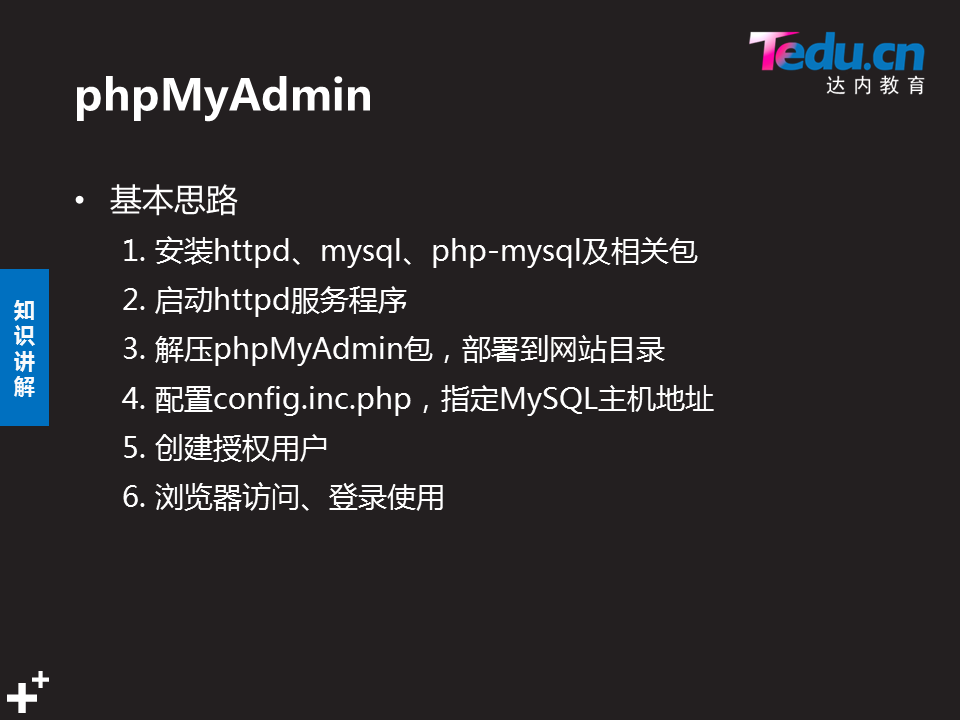 Tedu.cn
达内教育
phpMyAdmin
• 基本思路
1. 安装httpd、mysql、php-mysql及相关包
2. 启动httpd服务程序
3. 解压phpMyAdmin包，部署到网站目录
4. 配置config.inc.php，指定MySQL主机地址
5. 创建授权用户
6. 浏览器访问、登录使用
知识讲解